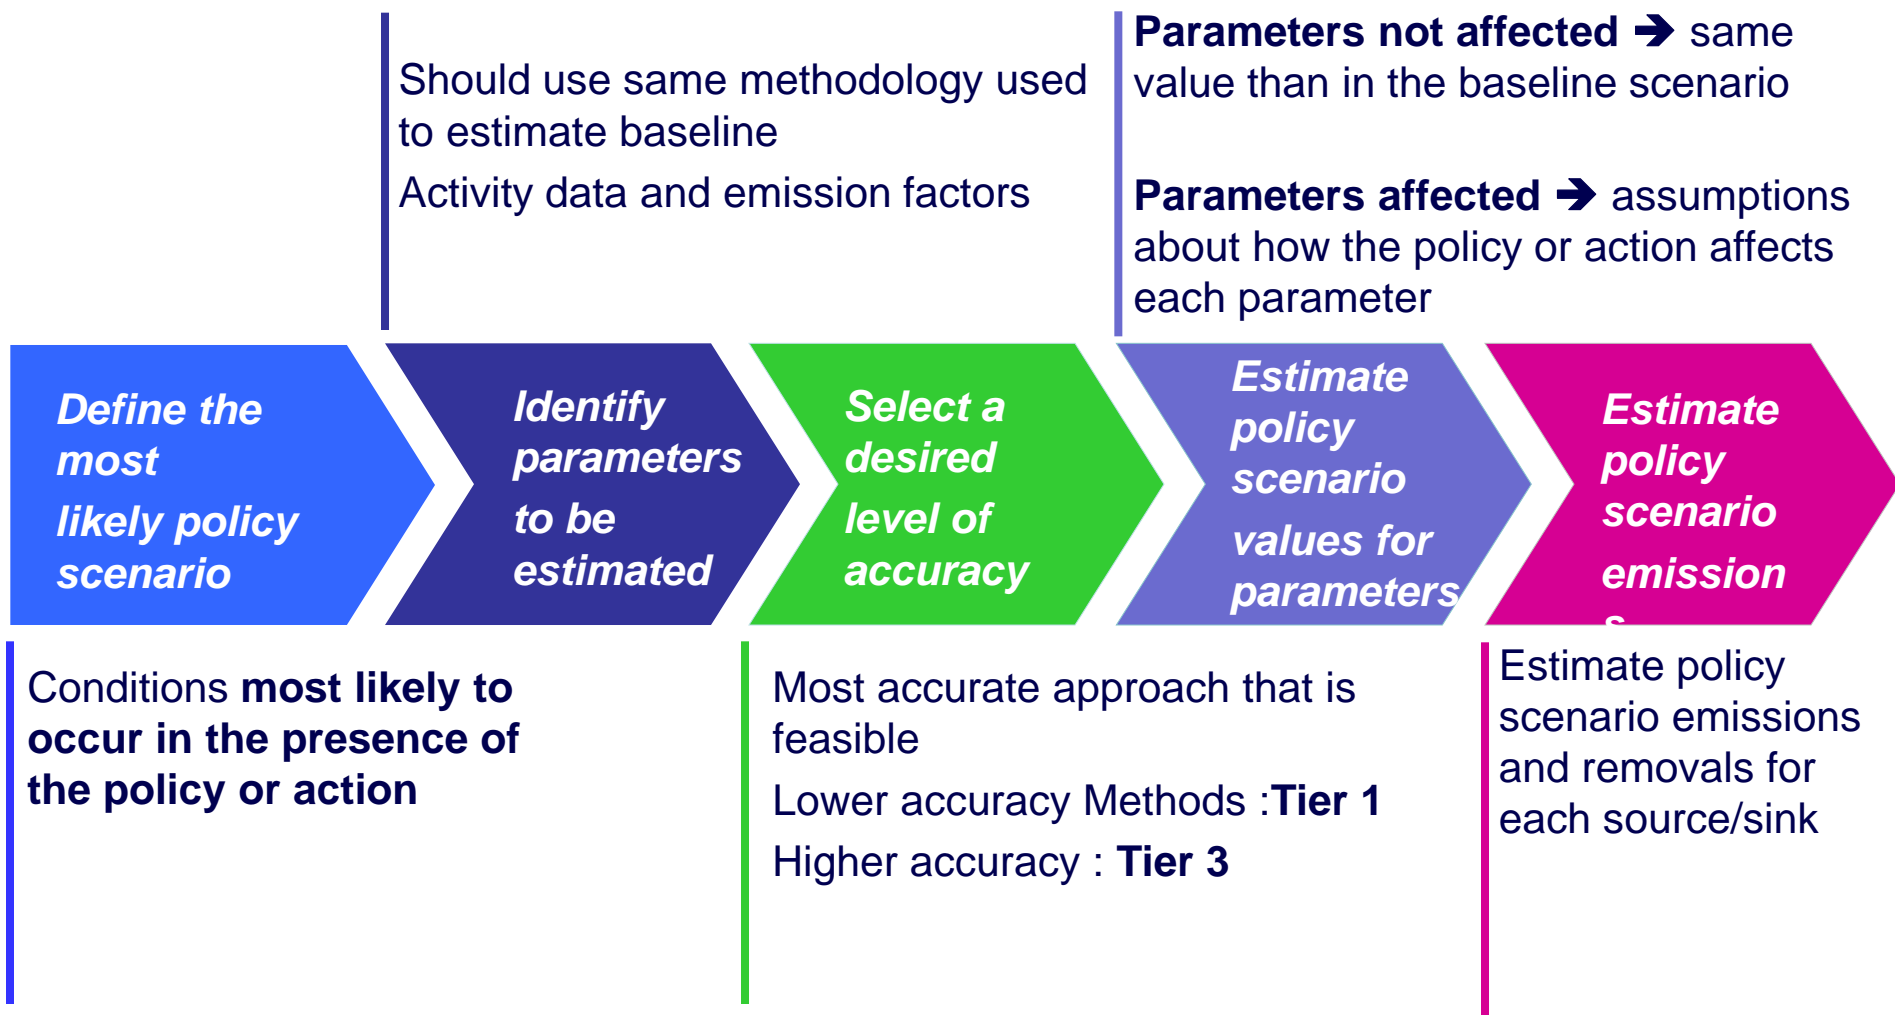 Should use same methodology used
to estimate baseline
Activity data and emission factors
Parameters not affected ➔ same
value than in the baseline scenario
Parameters affected ➔ assumptions
about how the policy or action affects
each parameter
Define the
most
likely policy
scenario
Identify
parameters
to be
estimated
Select a
desired
level of
accuracy
Estimate
policy
scenario
values for
parameters
Estimate
policy
scenario
emission
s
Conditions most likely to
occur in the presence of
the policy or action
Most accurate approach that is
feasible
Lower accuracy Methods :Tier 1
Higher accuracy : Tier 3
Estimate policy
scenario emissions
and removals for
each source/sink